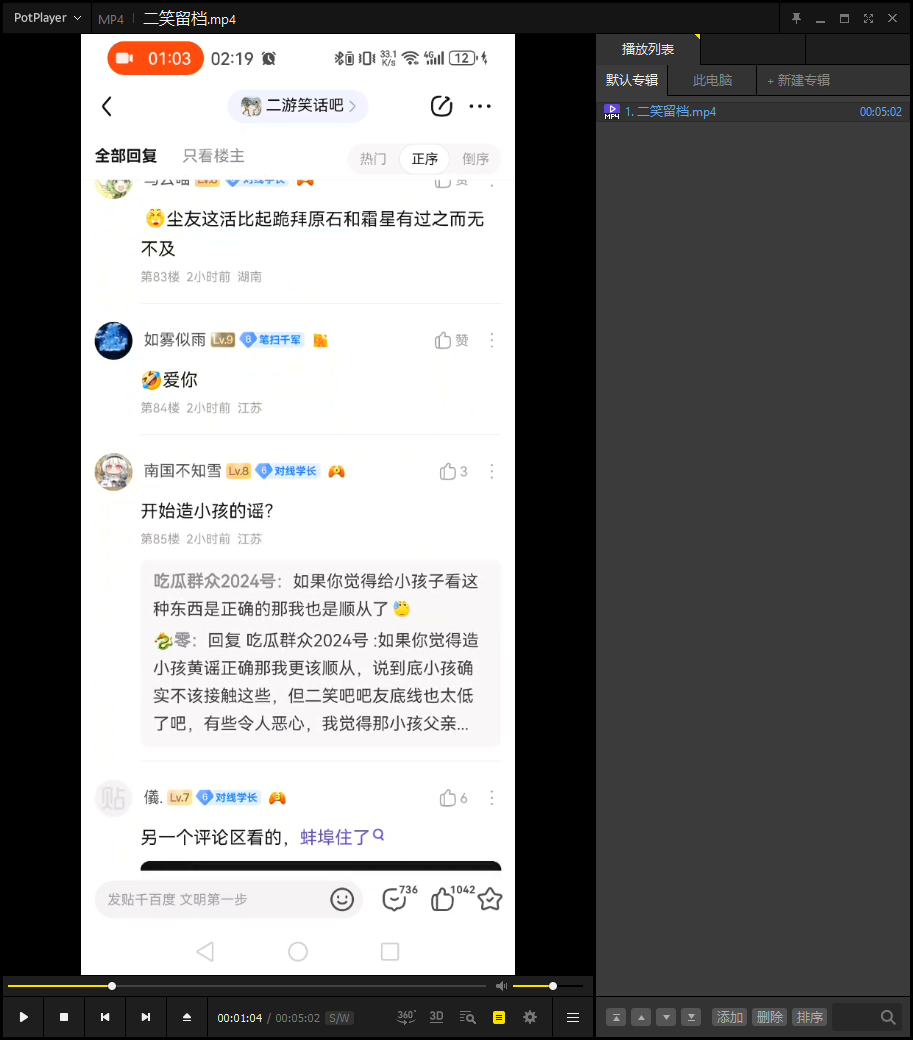 PotPlayer
MP4
二笑留档.mp4
播放列表
默认专辑
此电脑
+ 新建专辑
1. 二笑留档.mp4
00:05:02
01:03
02:19
33.1
K/s
4G
12
二游笑话吧
全部回复
只看楼主
热门
正序
倒序
对线学长
赞
尘友这活比起跪拜原石和霜星有过之而无
不及
第83楼 2小时前 湖南
如雾似雨
Lv.9
8
笔扫千军
赞
爱你
第84楼 2小时前 江苏
南国不知雪
Lv.8
6
对线学长
3
开始造小孩的谣?
第85楼 2小时前 江苏
吃瓜群众2024号：如果你觉得给小孩子看这
种东西是正确的那我也是顺从了
零：回复 吃瓜群众2024号 :如果你觉得造
小孩黄谣正确那我更该顺从，说到底小孩确
实不该接触这些，但二笑吧吧友底线也太低
了吧，有些令人恶心，我觉得那小孩父亲...
贴
儀.
Lv.7
6
对线学长
6
另一个评论区看的，蚌埠住了
发贴千百度 文明第一步
736
1042
00:01:04 / 00:05:02
S/W
360°
3D
添加
删除
排序